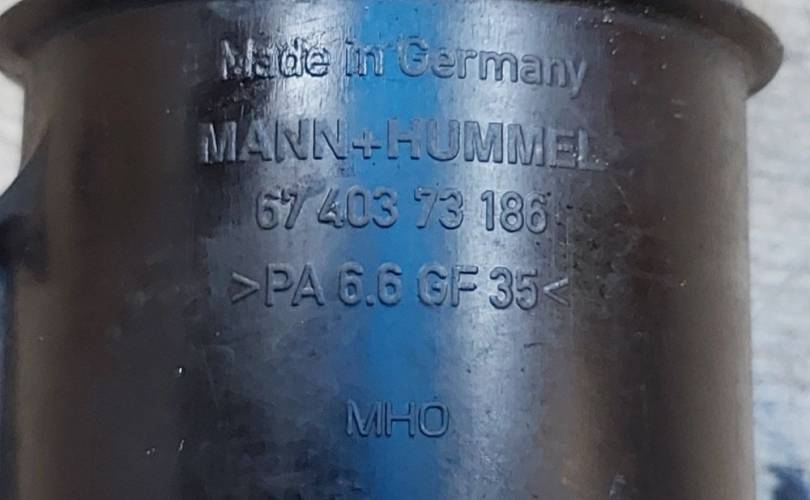 Made in Germany
MANN+HUMMEL
67 403 73 186
>PA 6.6 GF 35<
MHO